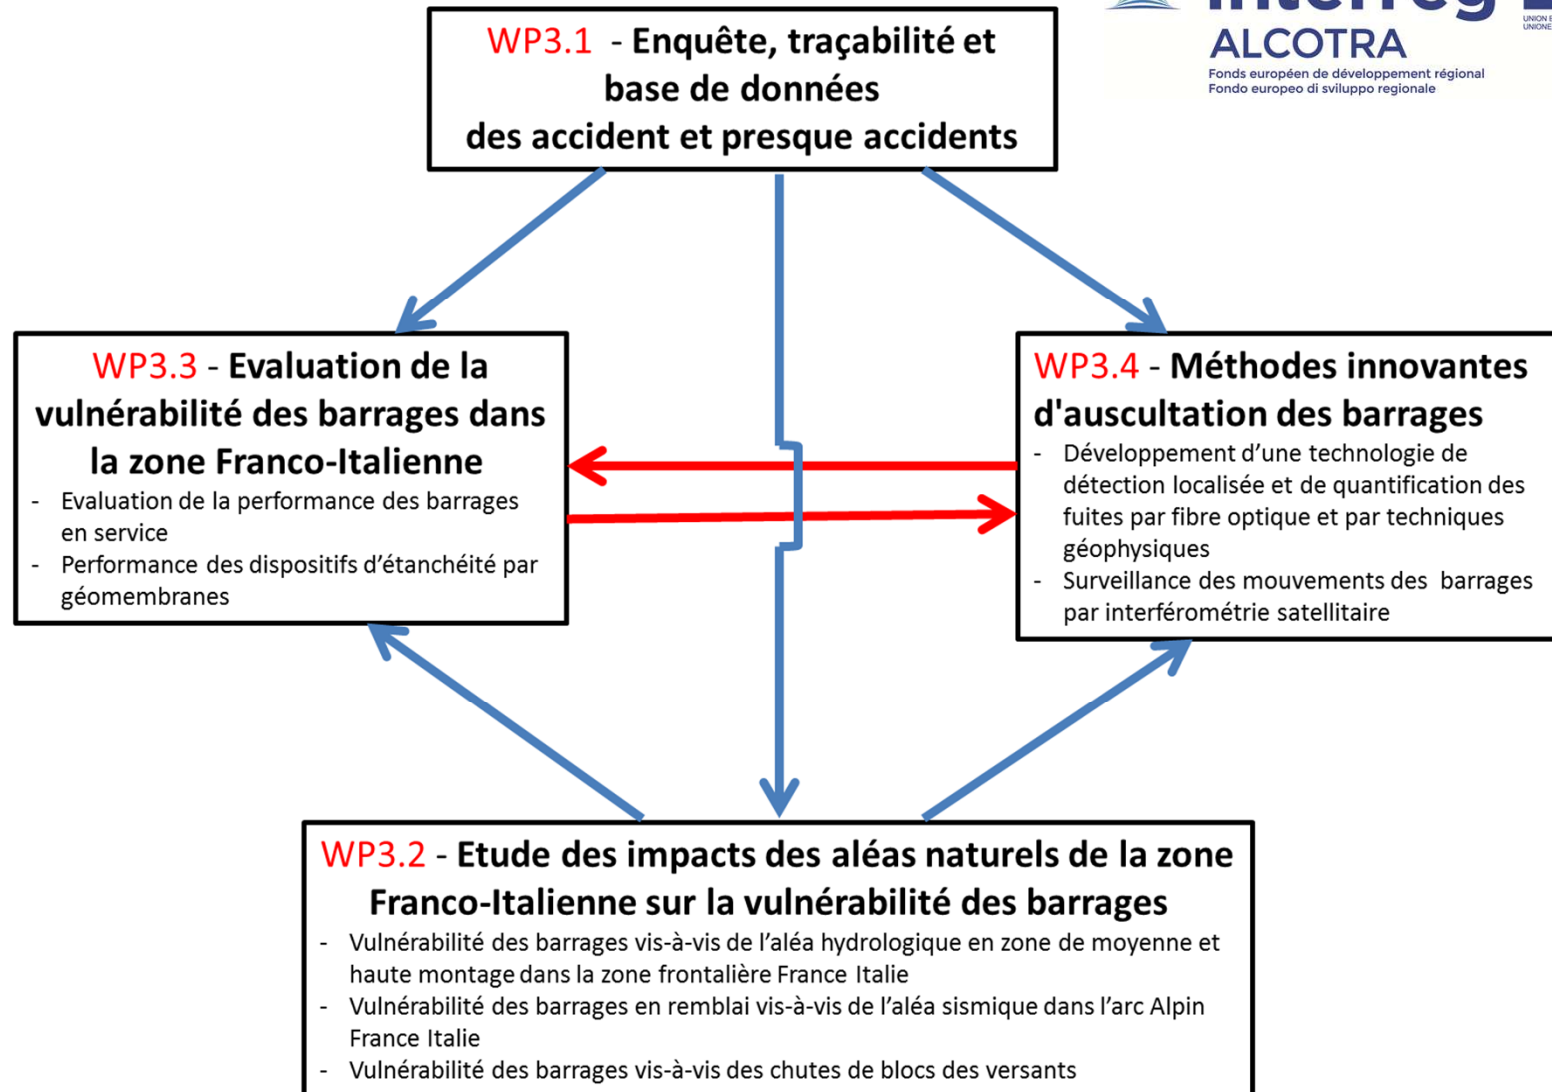 WP3.1 - Enquête, traçabilité et
base de données
des accident et presque accidents
ALCOTRA
Fonds européen de développement régional
Fondo europeo di sviluppo regionale
WP3.3 - Evaluation de la
vulnérabilité des barrages dans
la zone Franco-Italienne
- Evaluation de la performance des barrages
en service
- Performance des dispositifs d’étanchéité par
géomembranes
WP3.4 - Méthodes innovantes
d'auscultation des barrages
- Développement d’une technologie de
détection localisée et de quantification des
fuites par fibre optique et par techniques
géophysiques
- Surveillance des mouvements des barrages
par interférométrie satellitaire
WP3.2 - Etude des impacts des aléas naturels de la zone
Franco-Italienne sur la vulnérabilité des barrages
- Vulnérabilité des barrages vis-à-vis de l’aléa hydrologique en zone de moyenne et
haute montage dans la zone frontalière France Italie
- Vulnérabilité des barrages en remblai vis-à-vis de l’aléa sismique dans l’arc Alpin
France Italie
- Vulnérabilité des barrages vis-à-vis des chutes de blocs des versants